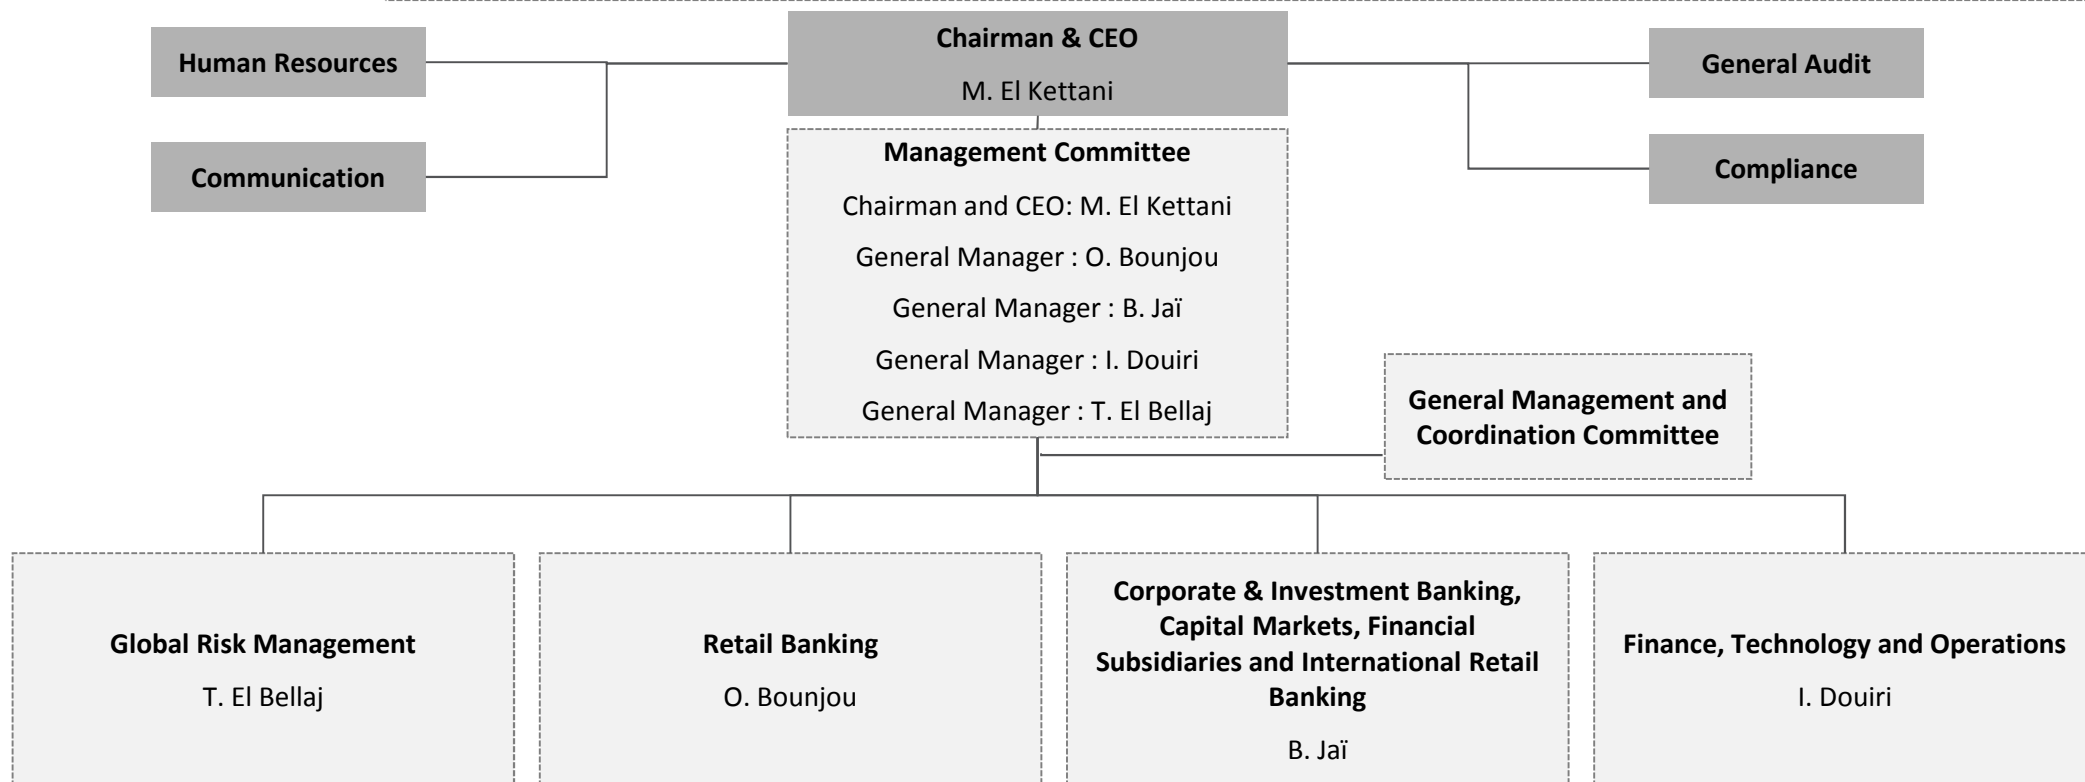 Chairman & CEO
M. El Kettani
Human Resources
General Audit
Communication
Compliance
Management Committee
Chairman and CEO: M. El Kettani
General Manager : O. Bounjou
General Manager : B. Jaï
General Manager : I. Douiri
General Manager : T. El Bellaj
General Management and
Coordination Committee
Global Risk Management
T. El Bellaj
Retail Banking
O. Bounjou
Corporate & Investment Banking,
Capital Markets, Financial
Subsidiaries and International Retail
Banking
B. Jaï
Finance, Technology and Operations
I. Douiri